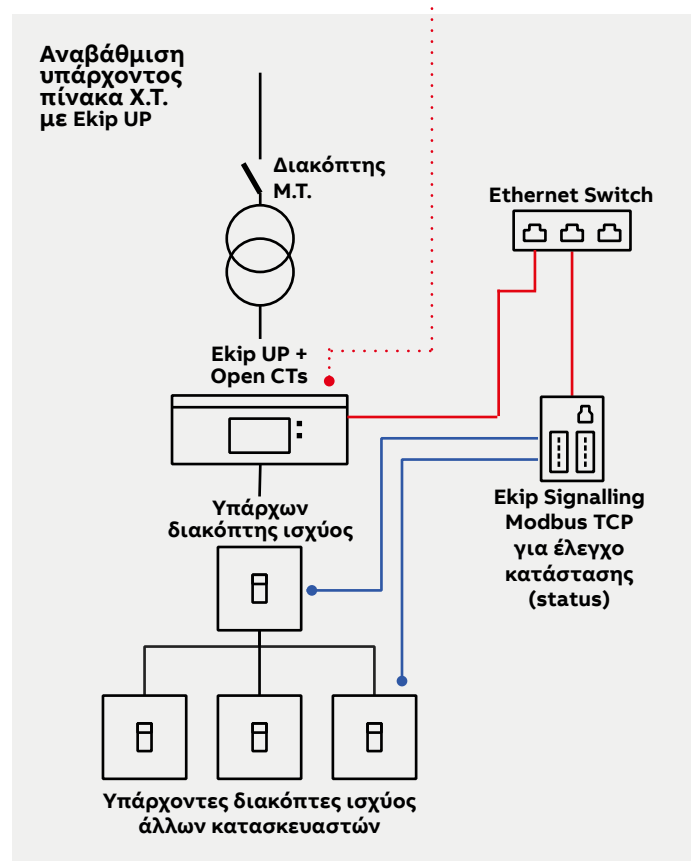 Αναβάθμιση
υπάρχοντος
πίνακα Χ.Τ.
με Ekip UP
Διακόπτης
Μ.Τ.
Ethernet Switch
Ekip UP +
Open CTs
Υπάρχων
διακόπτης ισχύος
Ekip Signalling
Modbus TCP
για έλεγχο
κατάστασης
(status)
Υπάρχοντες διακόπτες ισχύος
άλλων κατασκευαστών